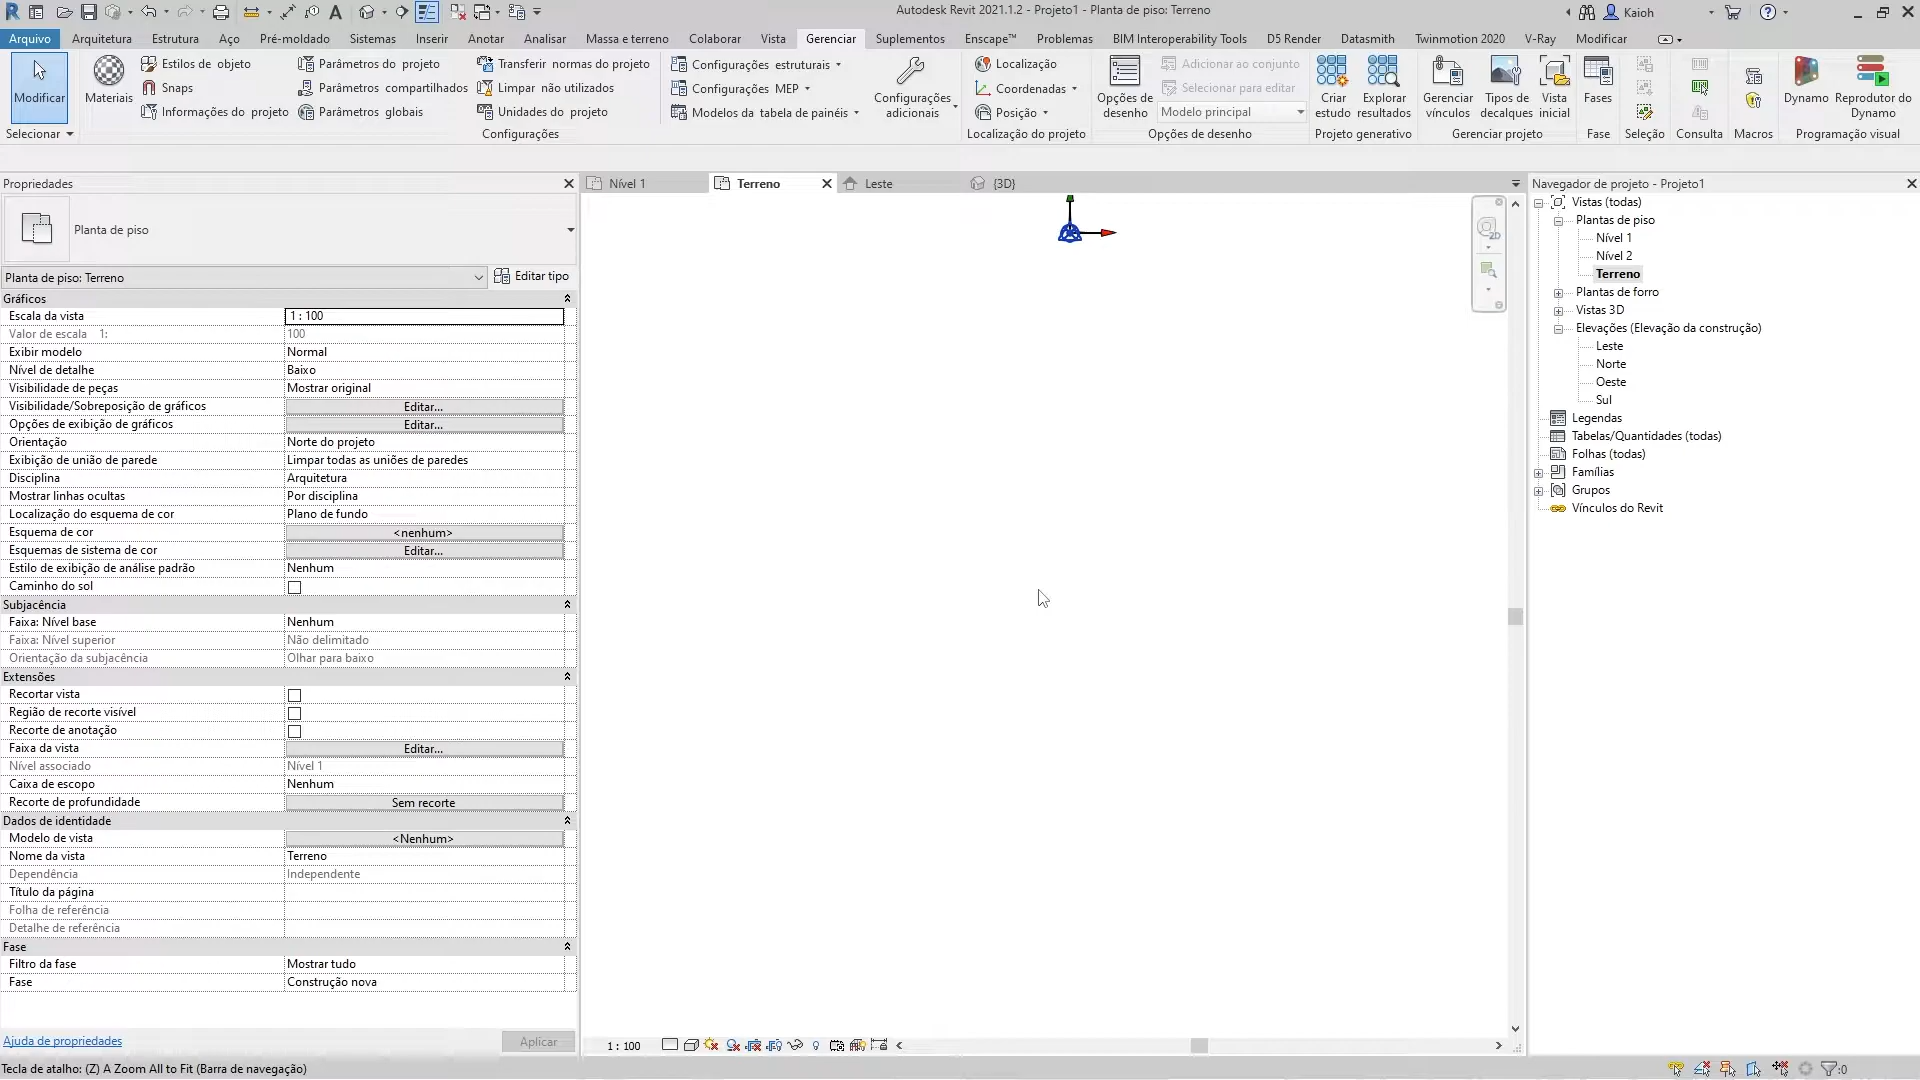 Autodesk Revit 2021.1.2 - Projeto1 - Planta de piso: Terreno
Kaioh
Arquivo Arquitetura Estrutura Aço Pré-moldado Sistemas Inserir Anotar Analisar Massa e terreno Colaborar Vista Gerenciar Suplementos Enscape™ Problemas BIM Interoperability Tools D5 Render Datasmith Twinmotion 2020 V-Ray Modificar
Modificar
Selecionar
Materiais
Estilos de objeto
Snaps
Informações do projeto
Parâmetros do projeto
Parâmetros compartilhados
Parâmetros globais
Transferir normas do projeto
Limpar não utilizados
Unidades do projeto
Configurações
Configurações estruturais
Configurações MEP
Modelos da tabela de painéis
Configurações
adicionais
Localização
Coordenadas
Posição
Localização do projeto
Opções de
desenho
Adicionar ao conjunto
Selecionar para editar
Modelo principal
Opções de desenho
Criar
estudo
Explorar
resultados
Projeto generativo
Gerenciar
vínculos
Tipos de
decalques
Vista
inicial
Gerenciar projeto
Fases
Fase
Seleção
Consulta
Macros
Dynamo
Reprodutor do
Dynamo
Programação visual
Propriedades
Planta de piso
Planta de piso: Terreno
Editar tipo
Gráficos
Escala da vista 1 : 100
Valor de escala 1: 100
Exibir modelo Normal
Nível de detalhe Baixo
Visibilidade de peças Mostrar original
Visibilidade/Sobreposição de gráficos Editar...
Opções de exibição de gráficos Editar...
Orientação Norte do projeto
Exibição de união de parede Limpar todas as uniões de paredes
Disciplina Arquitetura
Mostrar linhas ocultas Por disciplina
Localização do esquema de cor Plano de fundo
Esquema de cor <nenhum>
Esquemas de sistema de cor Editar...
Estilo de exibição de análise padrão Nenhum
Caminho do sol
Subjacência
Faixa: Nível base Nenhum
Faixa: Nível superior Não delimitado
Orientação da subjacência Olhar para baixo
Extensões
Recortar vista
Região de recorte visível
Recorte de anotação
Faixa da vista Editar...
Nível associado Nível 1
Caixa de escopo Nenhum
Recorte de profundidade Sem recorte
Dados de identidade
Modelo de vista <Nenhum>
Nome da vista Terreno
Dependência Independente
Título da página
Folha de referência
Detalhe de referência
Fase
Filtro da fase Mostrar tudo
Fase Construção nova
Ajuda de propriedades
Aplicar
Nível 1 Terreno Leste {3D}
2D
1 : 100
Navegador de projeto - Projeto1
Vistas (todas)
Plantas de piso
Nível 1
Nível 2
Terreno
Plantas de forro
Vistas 3D
Elevações (Elevação da construção)
Leste
Norte
Oeste
Sul
Legendas
Tabelas/Quantidades (todas)
Folhas (todas)
Famílias
Grupos
Vínculos do Revit
Tecla de atalho: (Z) A Zoom All to Fit (Barra de navegação)
:0